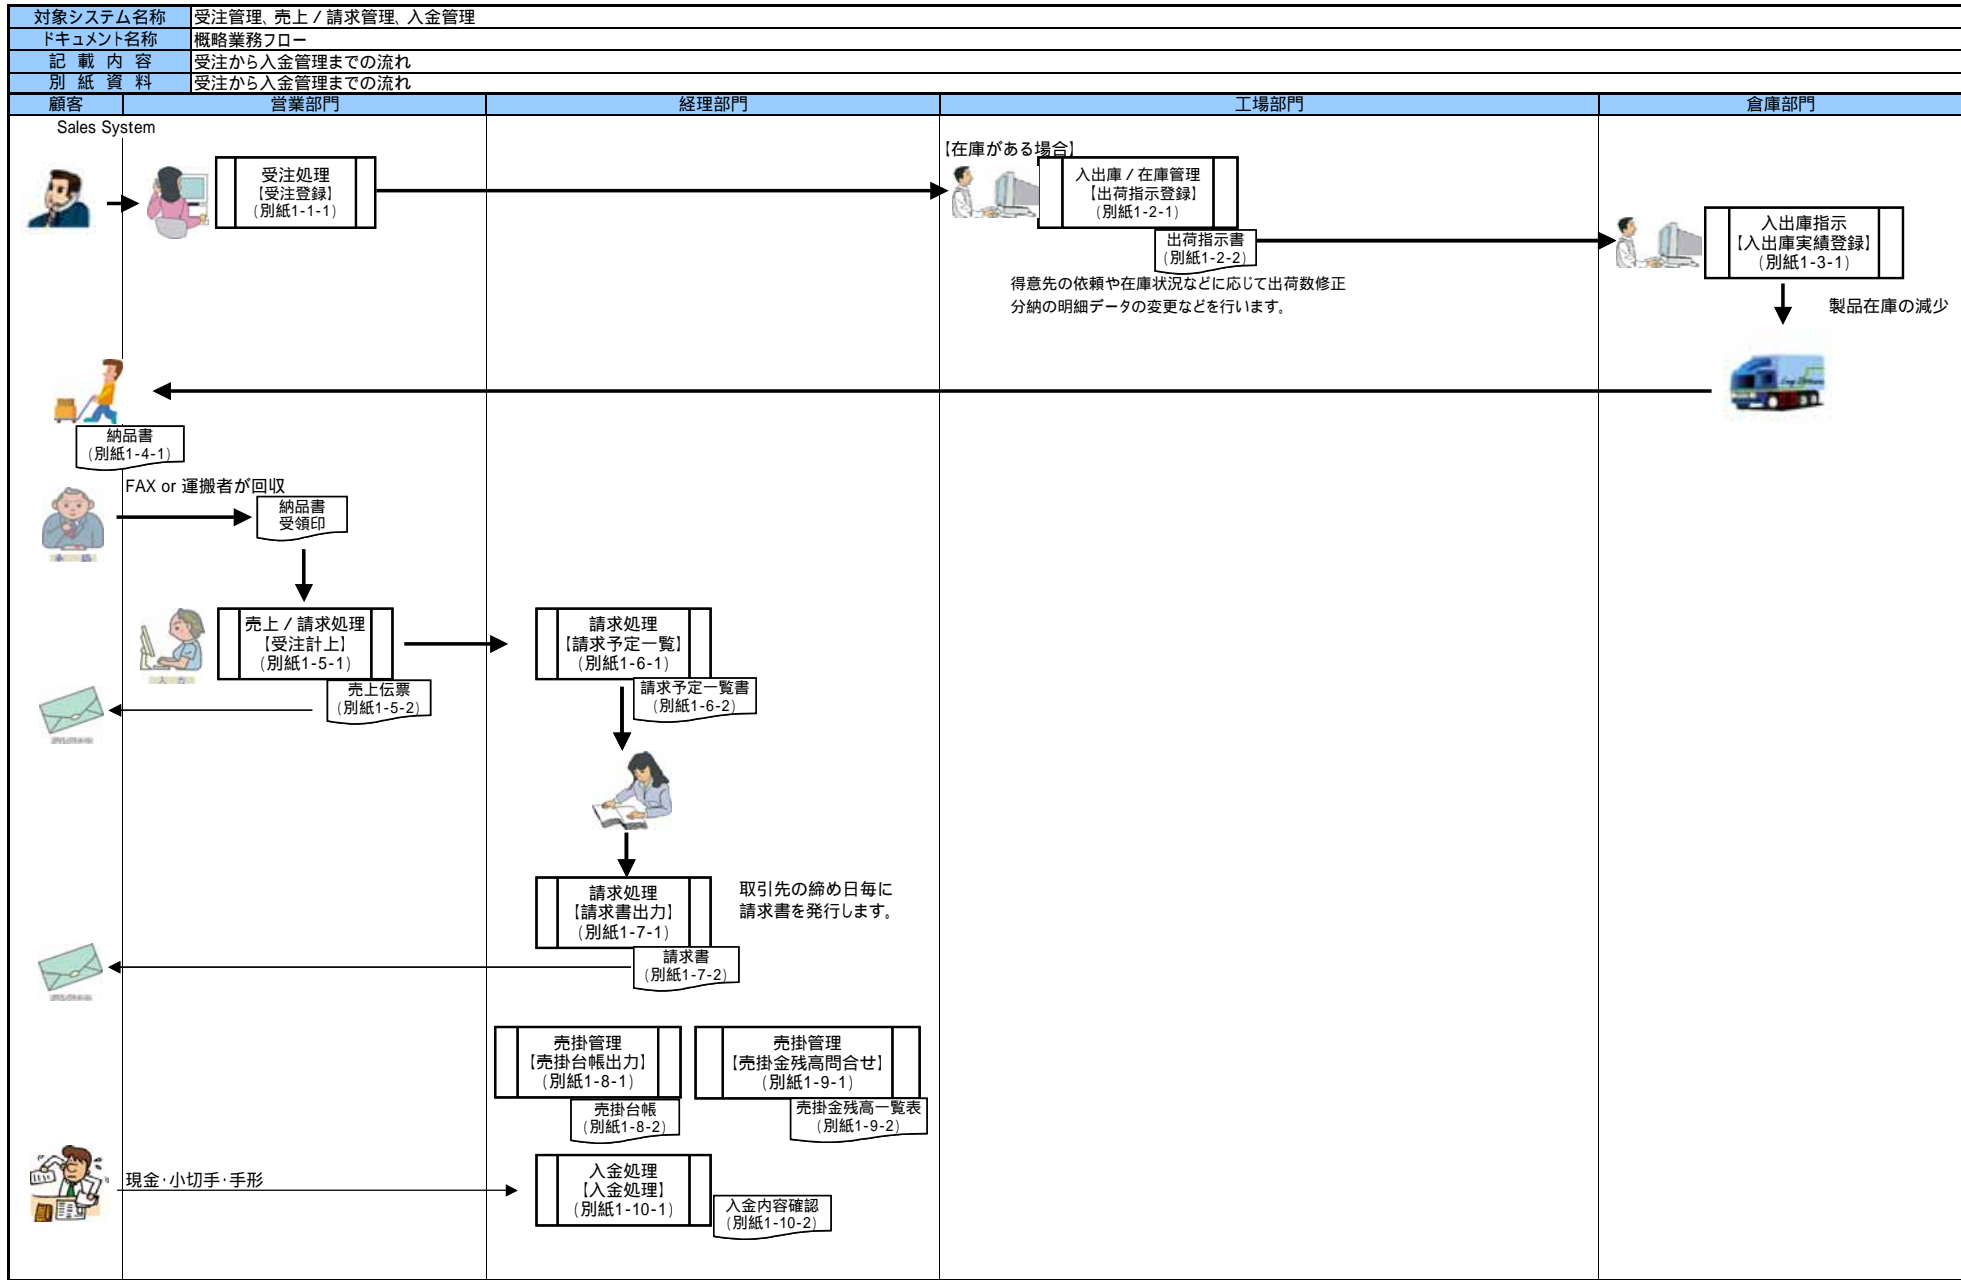 対象システム名称 受注管理、売上 / 請求管理、入金管理
ドキュメント名称 概略業務フロー
記 載 内 容 受注から入金管理までの流れ
別 紙 資 料 受注から入金管理までの流れ
顧客 営業部門 経理部門 工場部門 倉庫部門
Sales System
受注処理
【受注登録】
(別紙1-1-1)
【在庫がある場合】
入出庫 / 在庫管理
【出荷指示登録】
(別紙1-2-1)
出荷指示書
(別紙1-2-2)
得意先の依頼や在庫状況などに応じて出荷数修正
分納の明細データの変更などを行います。
入出庫指示
【入出庫実績登録】
(別紙1-3-1)
製品在庫の減少
納品書
(別紙1-4-1)
FAX or 運搬者が回収
納品書
受領印
売上 / 請求処理
【受注計上】
(別紙1-5-1)
入 力
売上伝票
(別紙1-5-2)
請求処理
【請求予定一覧】
(別紙1-6-1)
請求予定一覧書
(別紙1-6-2)
請求処理
【請求書出力】
(別紙1-7-1)
取引先の締め日毎に
請求書を発行します。
請求書
(別紙1-7-2)
売掛管理
【売掛台帳出力】
(別紙1-8-1)
売掛台帳
(別紙1-8-2)
売掛管理
【売掛金残高問合せ】
(別紙1-9-1)
売掛金残高一覧表
(別紙1-9-2)
現金・小切手・手形
入金処理
【入金処理】
(別紙1-10-1)
入金内容確認
(別紙1-10-2)